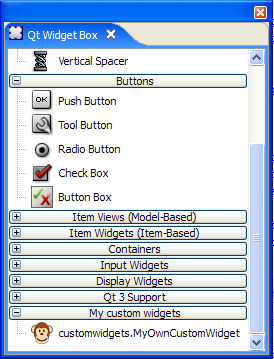 Qt Widget Box
Vertical Spacer
Buttons
OK
Push Button
Tool Button
Radio Button
Check Box
Button Box
Item Views (Model-Based)
Item Widgets (Item-Based)
Containers
Input Widgets
Display Widgets
Qt 3 Support
My custom widgets
customwidgets.MyOwnCustomWidget